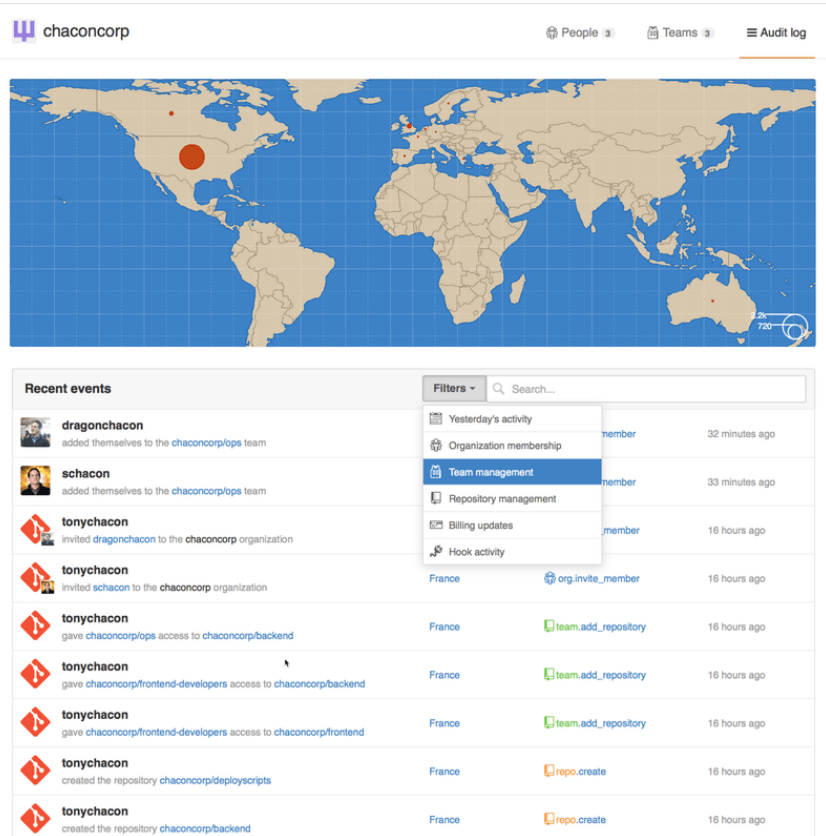 chaconcorp
People 3 Teams 3 Audit log
2.2k
720
Recent events Filters Search...
Yesterday's activity
Organization membership
Team management
Repository management
Billing updates
Hook activity
dragonchacon
added themselves to the chaconcorp/ops team member 32 minutes ago
schacon
added themselves to the chaconcorp/ops team member 33 minutes ago
tonychacon
invited dragonchacon to the chaconcorp organization _member 16 hours ago
tonychacon
invited schacon to the chaconcorp organization France org.invite_member 16 hours ago
tonychacon
gave chaconcorp/ops access to chaconcorp/backend France team.add_repository 16 hours ago
tonychacon
gave chaconcorp/frontend-developers access to chaconcorp/backend France team.add_repository 16 hours ago
tonychacon
gave chaconcorp/frontend-developers access to chaconcorp/frontend France team.add_repository 16 hours ago
tonychacon
created the repository chaconcorp/deployscripts France repo.create 16 hours ago
tonychacon
created the repository chaconcorp/backend France repo.create 16 hours ago